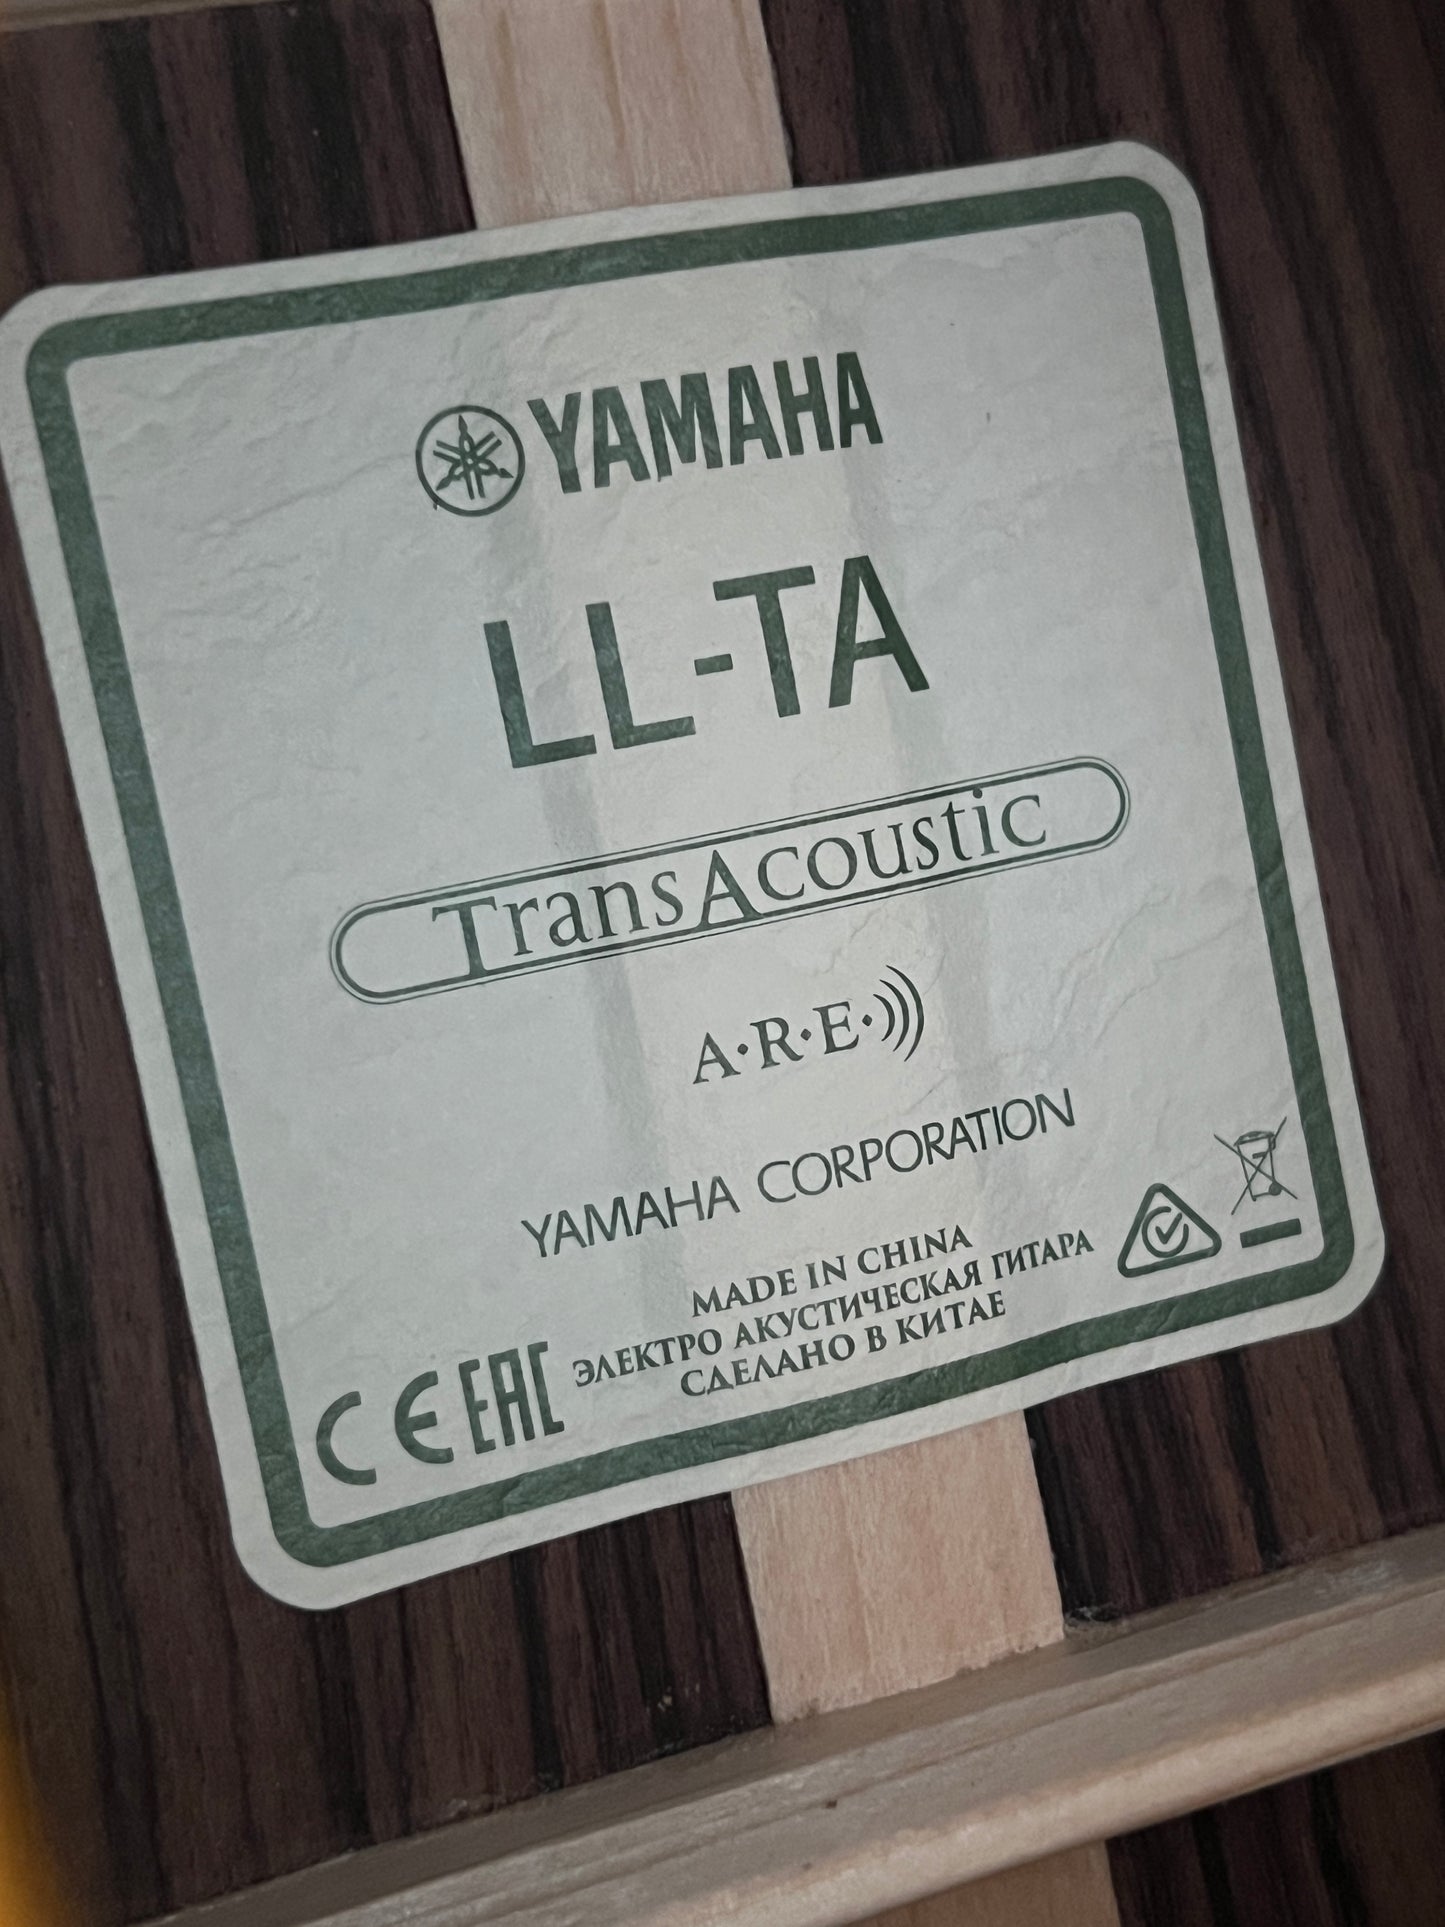 YAMAHA
LL-TA
TransAcoustic
A·R·E·
YAMAHA CORPORATION
MADE IN CHINA
ЭЛЕКТРО АКУСТИЧЕСКАЯ ГИТАРА
СДЕЛАНО В КИТАЕ
CE EAC